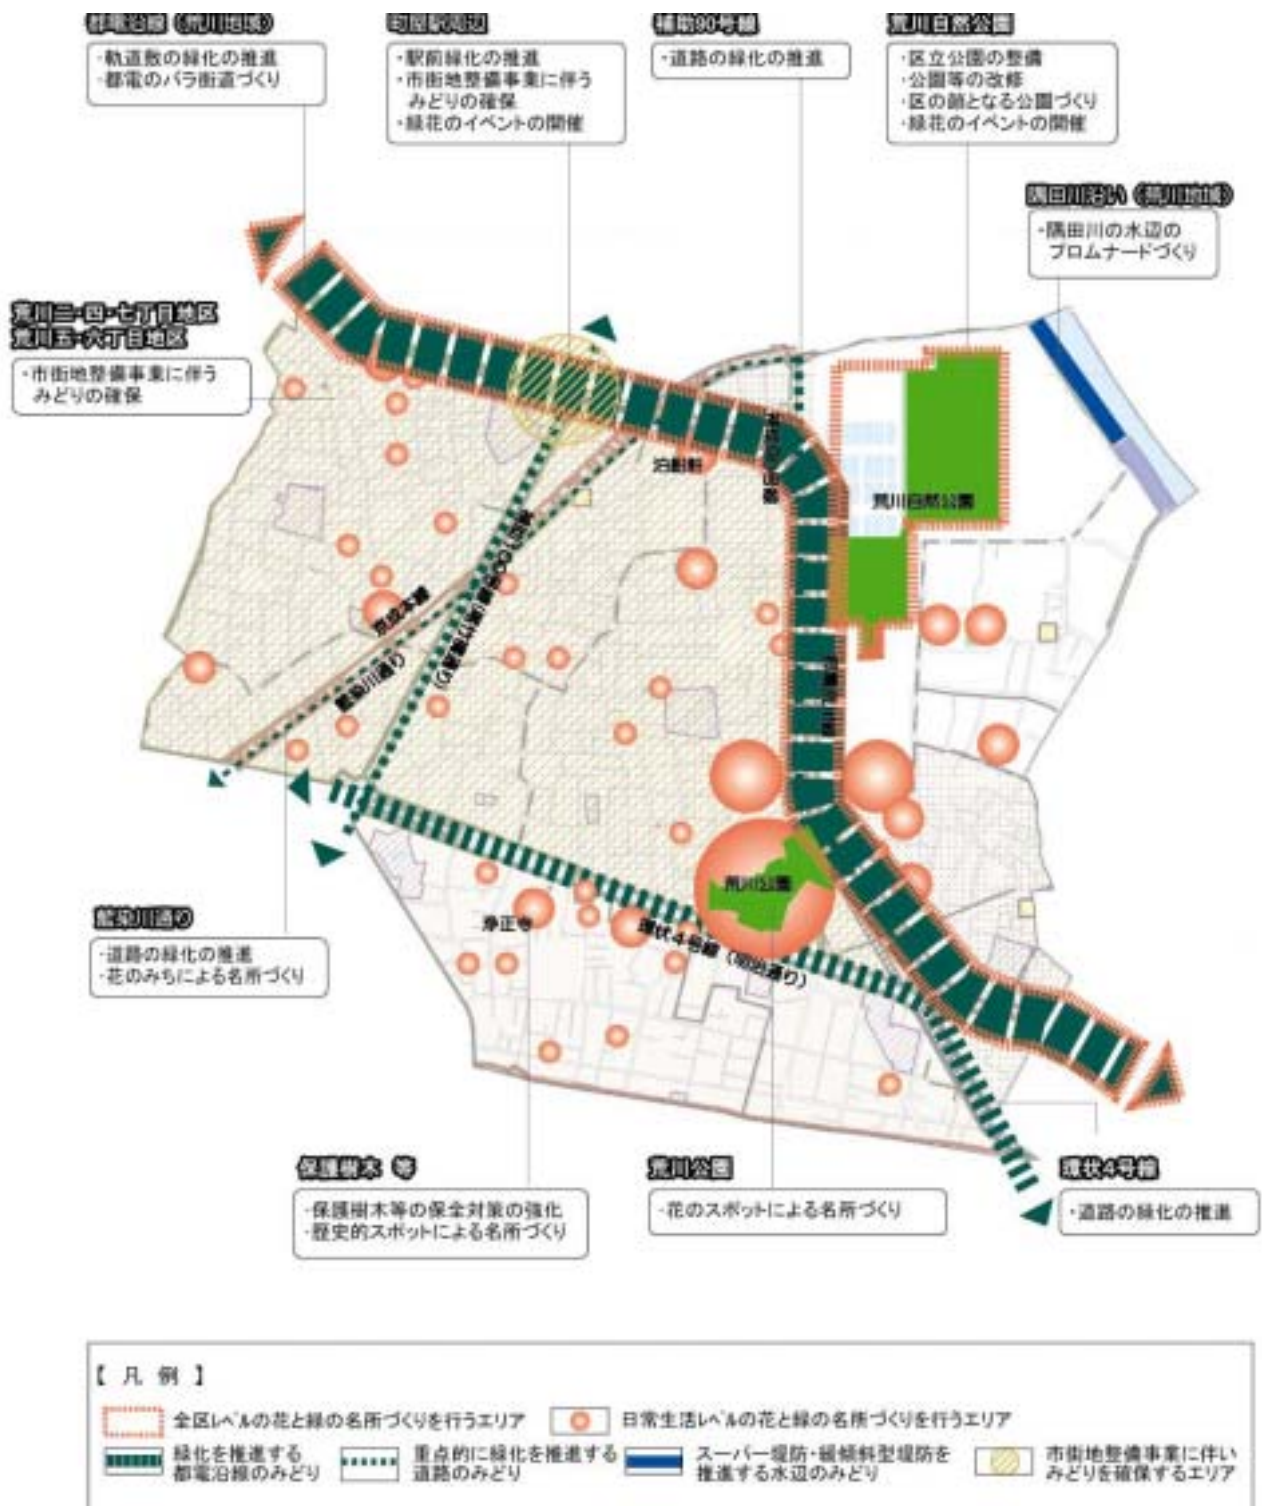 都電沿線（荒川地域）
・軌道敷の緑化の推進
・都電のバラ街道づくり
町屋駅周辺
・駅前緑化の推進
・市街地整備事業に伴う
みどりの確保
・緑花のイベントの開催
補助90号線
・道路の緑化の推進
荒川自然公園
・区立公園の整備
・公園等の改修
・区の顔となる公園づくり
・緑花のイベントの開催
隅田川沿い（荒川地域）
・隅田川の水辺の
プロムナードづくり
荒川二・四・七丁目地区
荒川五・六丁目地区
・市街地整備事業に伴う
みどりの確保
泊船軒
荒川自然公園
京成本線
藍染川通り
荒川公園
浄正寺
環状4号線（明治通り）
藍染川通り
・道路の緑化の推進
・花のみちによる名所づくり
保護樹木 等
・保護樹木等の保全対策の強化
・歴史的スポットによる名所づくり
荒川公園
・花のスポットによる名所づくり
環状4号線
・道路の緑化の推進
【 凡 例 】
全区レベルの花と緑の名所づくりを行うエリア
日常生活レベルの花と緑の名所づくりを行うエリア
緑化を推進する
都電沿線のみどり
重点的に緑化を推進する
道路のみどり
スーパー堤防・緩傾斜型堤防を
推進する水辺のみどり
市街地整備事業に伴い
みどりを確保するエリア